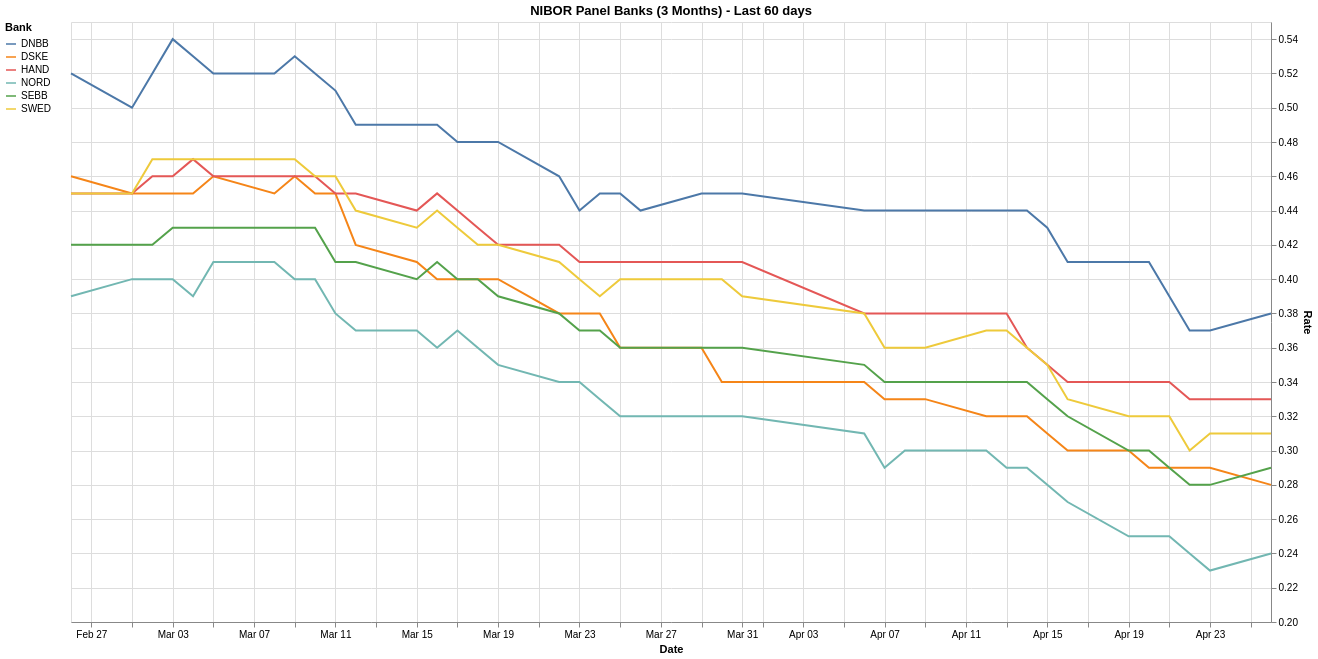 NIBOR Panel Banks (3 Months) - Last 60 days
Bank
DNBB
DSKE
HAND
NORD
SEBB
SWED
0.54
0.52
0.50
0.48
0.46
0.44
0.42
0.40
0.38
0.36
0.34
0.32
0.30
0.28
0.26
0.24
0.22
0.20
Rate
Feb 27 Mar 03 Mar 07 Mar 11 Mar 15 Mar 19 Mar 23 Mar 27 Mar 31 Apr 03 Apr 07 Apr 11 Apr 15 Apr 19 Apr 23
Date